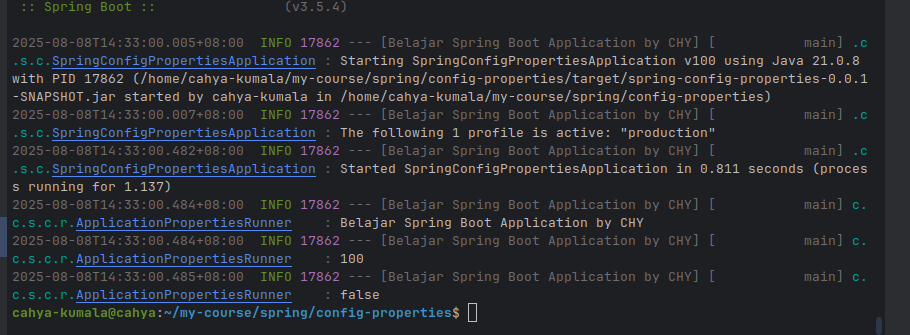 :: Spring Boot ::                (v3.5.4)
2025-08-08T14:33:00.005+08:00  INFO 17862 --- [Belajar Spring Boot Application by CHY] [           main] .c
.s.c.SpringConfigPropertiesApplication : Starting SpringConfigPropertiesApplication v100 using Java 21.0.8
with PID 17862 (/home/cahya-kumala/my-course/spring/config-properties/target/spring-config-properties-0.0.1
-SNAPSHOT.jar started by cahya-kumala in /home/cahya-kumala/my-course/spring/config-properties)
2025-08-08T14:33:00.007+08:00  INFO 17862 --- [Belajar Spring Boot Application by CHY] [           main] .c
.s.c.SpringConfigPropertiesApplication : The following 1 profile is active: "production"
2025-08-08T14:33:00.482+08:00  INFO 17862 --- [Belajar Spring Boot Application by CHY] [           main] .c
.s.c.SpringConfigPropertiesApplication : Started SpringConfigPropertiesApplication in 0.811 seconds (proces
s running for 1.137)
2025-08-08T14:33:00.484+08:00  INFO 17862 --- [Belajar Spring Boot Application by CHY] [           main] c.
c.s.c.r.ApplicationPropertiesRunner    : Belajar Spring Boot Application by CHY
2025-08-08T14:33:00.484+08:00  INFO 17862 --- [Belajar Spring Boot Application by CHY] [           main] c.
c.s.c.r.ApplicationPropertiesRunner    : 100
2025-08-08T14:33:00.485+08:00  INFO 17862 --- [Belajar Spring Boot Application by CHY] [           main] c.
c.s.c.r.ApplicationPropertiesRunner    : false
cahya-kumala@cahya:~/my-course/spring/config-properties$